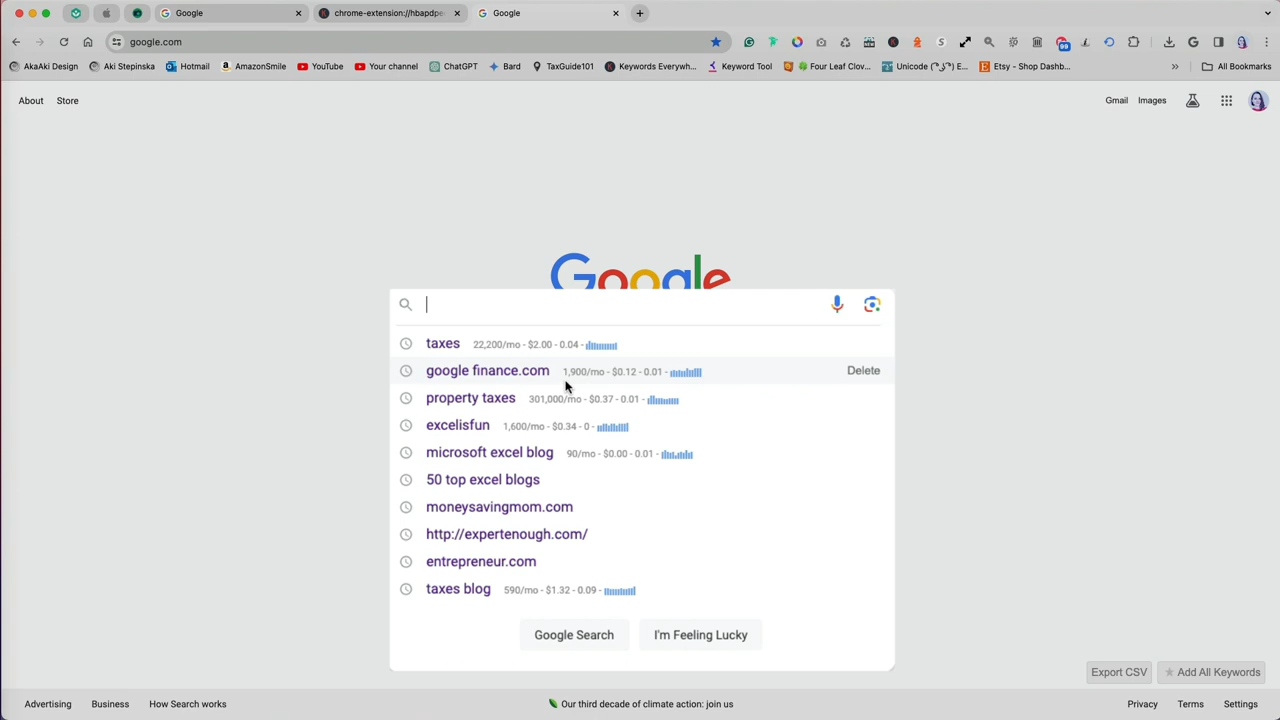 Google
chrome-extension://hbapdpe
Google
google.com
AkaAki Design
Aki Stepinska
Hotmail
AmazonSmile
YouTube
Your channel
ChatGPT
Bard
TaxGuide101
Keywords Everywh...
Keyword Tool
Four Leaf Clov...
Unicode ( ͡° ͜ʖ ͡°) E...
Etsy - Shop Dashb...
»
All Bookmarks
About
Store
Gmail
Images
Google
taxes 22,200/mo - $2.00 - 0.04 -
google finance.com 1,900/mo - $0.12 - 0.01 - Delete
property taxes 301,000/mo - $0.37 - 0.01 -
excelisfun 1,600/mo - $0.34 - 0 -
microsoft excel blog 90/mo - $0.00 - 0.01 -
50 top excel blogs
moneysavingmom.com
http://expertenough.com/
entrepreneur.com
taxes blog 590/mo - $1.32 - 0.09 -
Google Search
I'm Feeling Lucky
Export CSV
Add All Keywords
Advertising
Business
How Search works
Our third decade of climate action: join us
Privacy
Terms
Settings